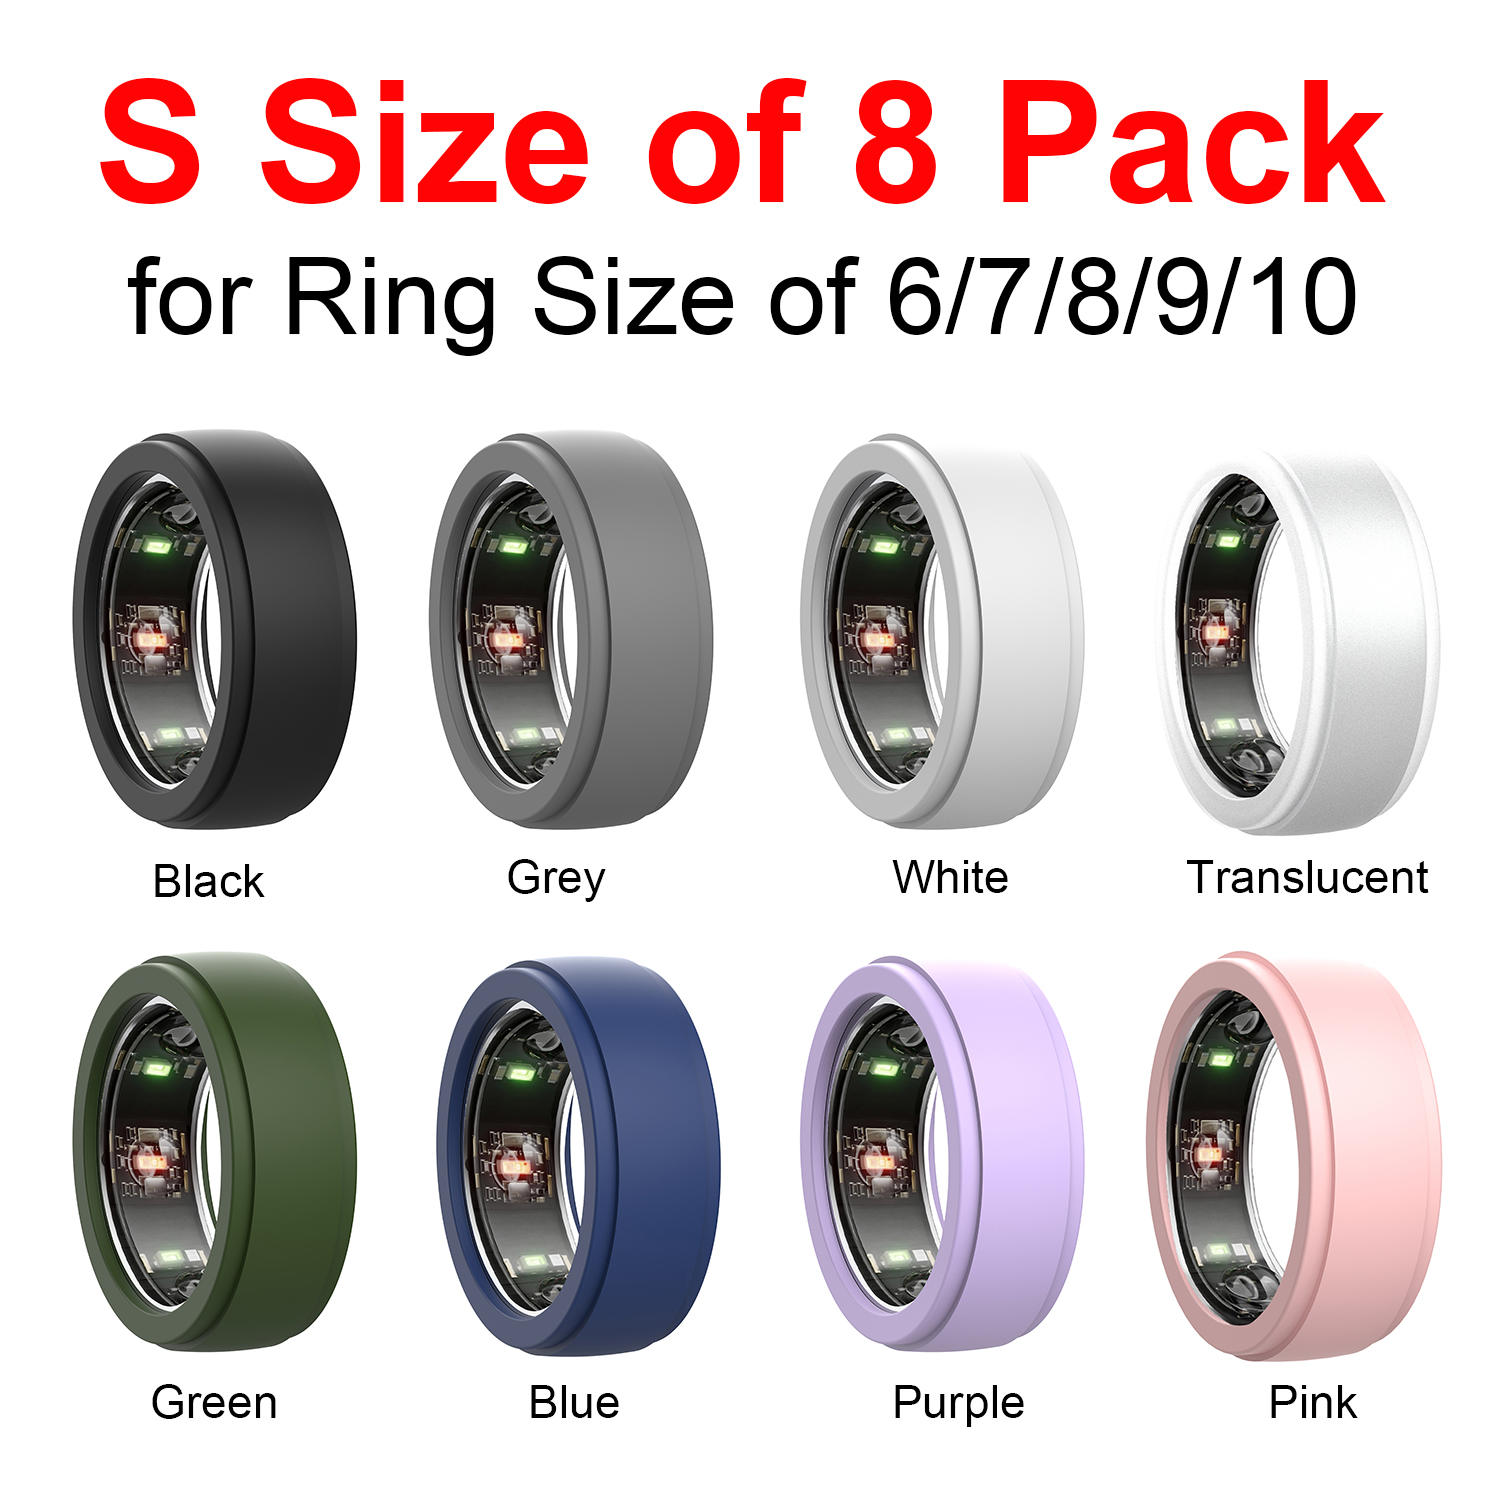 S Size of 8 Pack
for Ring Size of 6/7/8/9/10
Black
Grey
White
Translucent
Green
Blue
Purple
Pink